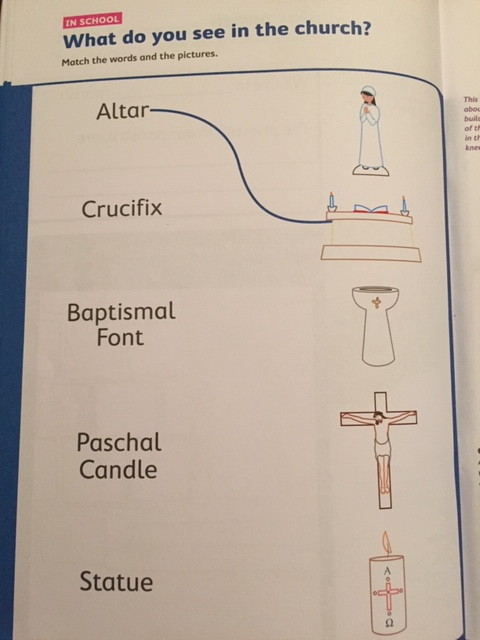 IN SCHOOL
What do you see in the church?
Match the words and the pictures.
Altar
Crucifix
Baptismal
Font
Paschal
Candle
Statue
Α
Ω
This